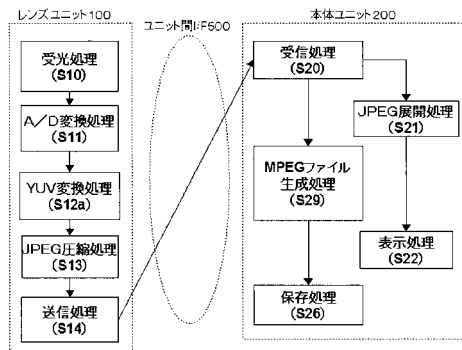 レンズユニット100
受光処理
(S10)
A/D変換処理
(S11)
YUV変換処理
(S12a)
JPEG圧縮処理
(S13)
送信処理
(S14)
ユニット間I/F500
本体ユニット200
受信処理
(S20)
JPEG展開処理
(S21)
MPEGファイル
生成処理
(S29)
表示処理
(S22)
保存処理
(S26)